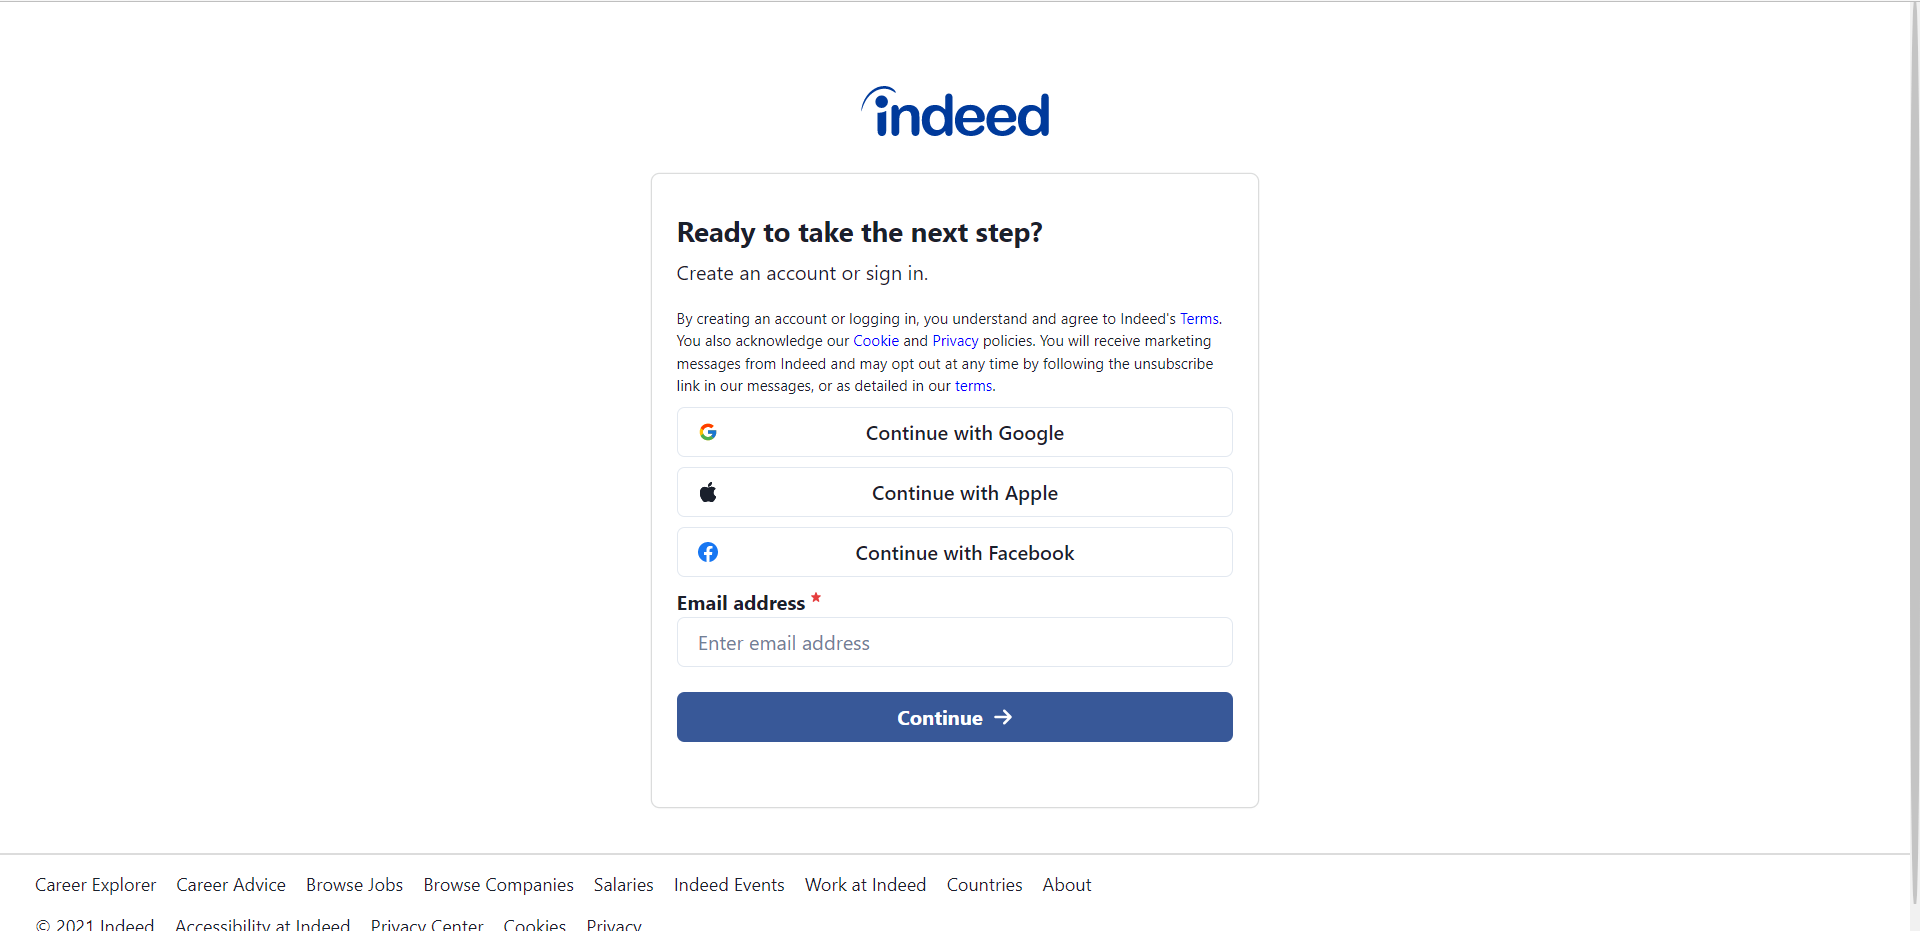 indeed
Ready to take the next step?
Create an account or sign in.
By creating an account or logging in, you understand and agree to Indeed's Terms.
You also acknowledge our Cookie and Privacy policies. You will receive marketing
messages from Indeed and may opt out at any time by following the unsubscribe
link in our messages, or as detailed in our terms.
Continue with Google
Continue with Apple
Continue with Facebook
Email address *
Enter email address
Continue →
Career Explorer Career Advice Browse Jobs Browse Companies Salaries Indeed Events Work at Indeed Countries About
© 2021 Indeed Accessibility at Indeed Privacy Center Cookies Privacy